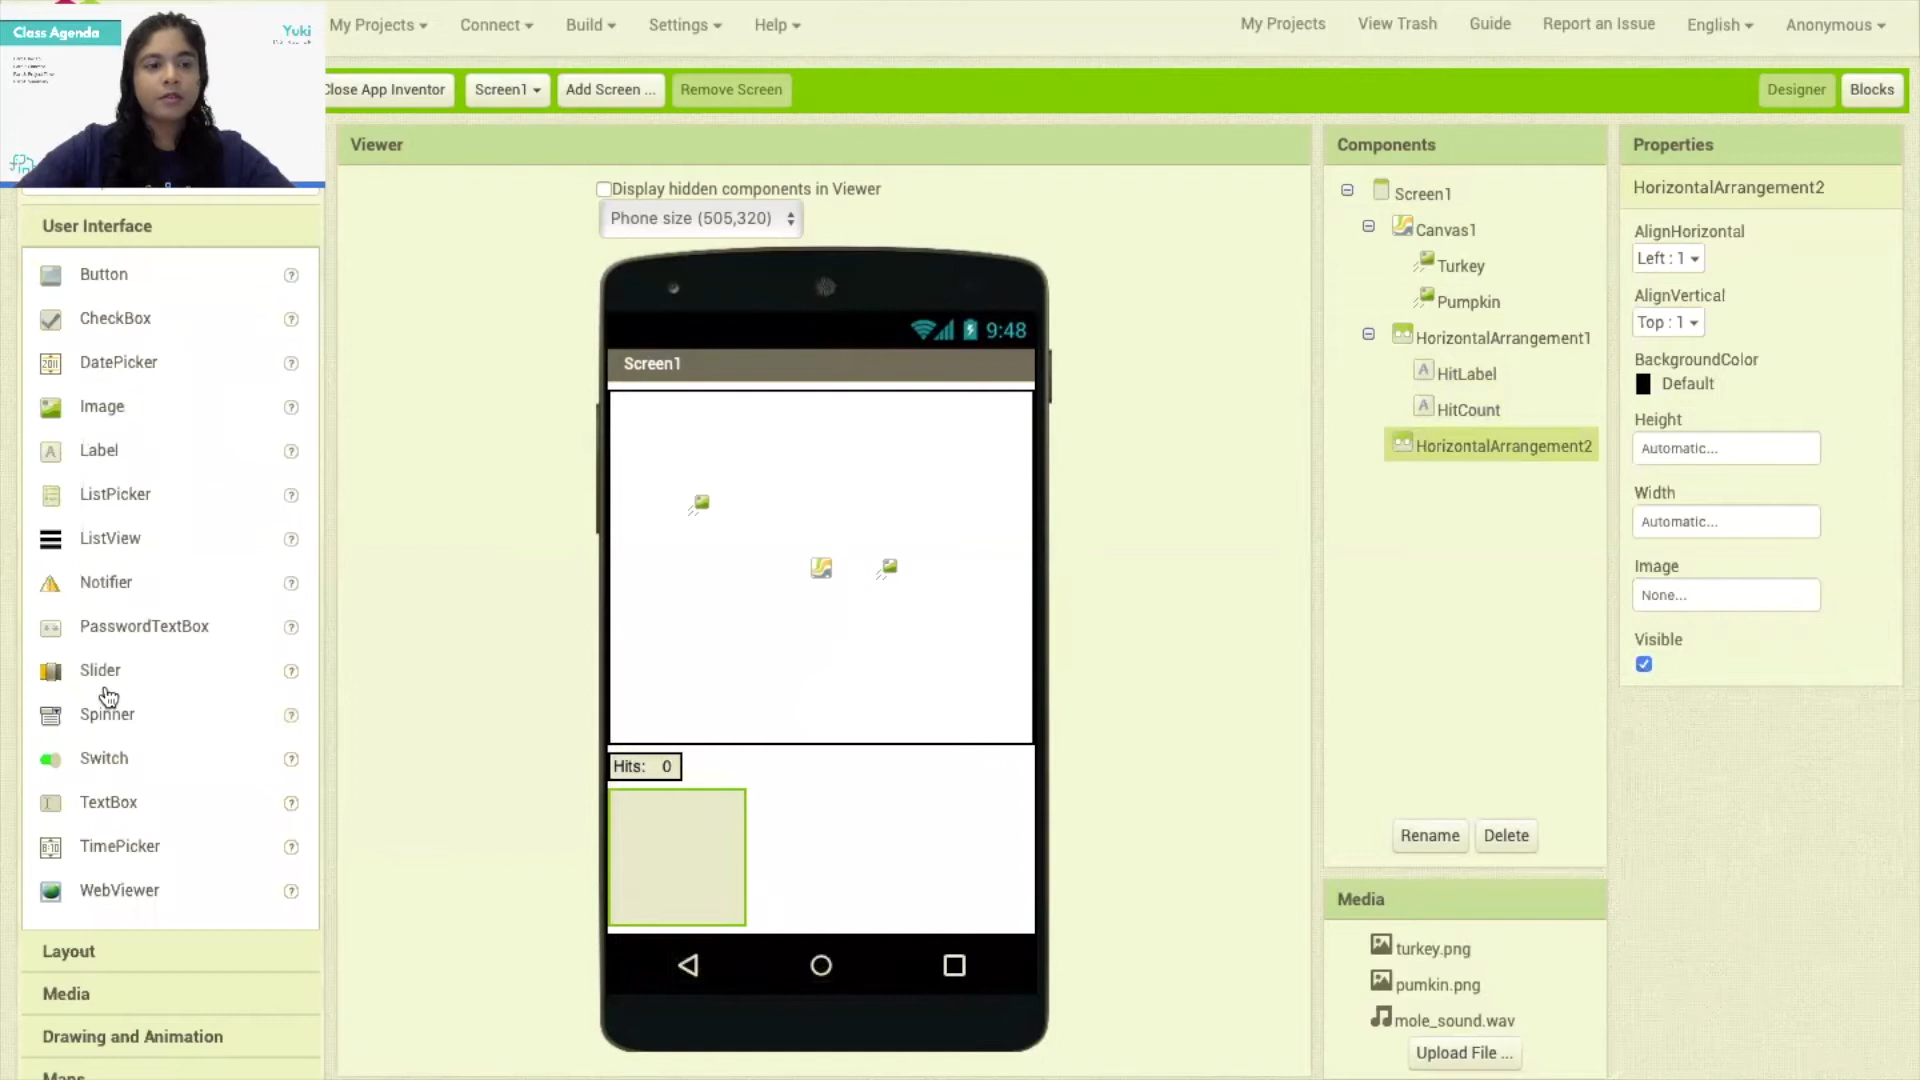 Class Agenda
Yuki
My Projects
Connect
Build
Settings
Help
My Projects
View Trash
Guide
Report an Issue
English
Anonymous
Close App Inventor
Screen1
Add Screen ...
Remove Screen
Designer
Blocks
Viewer
Components
Properties
User Interface
Button
CheckBox
DatePicker
Image
Label
ListPicker
ListView
Notifier
PasswordTextBox
Slider
Spinner
Switch
TextBox
TimePicker
WebViewer
Layout
Media
Drawing and Animation
Maps
Display hidden components in Viewer
Phone size (505,320)
9:48
Screen1
Hits: 0
Screen1
Canvas1
Turkey
Pumpkin
HorizontalArrangement1
HitLabel
HitCount
HorizontalArrangement2
Rename
Delete
Media
turkey.png
pumkin.png
mole_sound.wav
Upload File ...
HorizontalArrangement2
AlignHorizontal
Left : 1
AlignVertical
Top : 1
BackgroundColor
Default
Height
Automatic...
Width
Automatic...
Image
None...
Visible